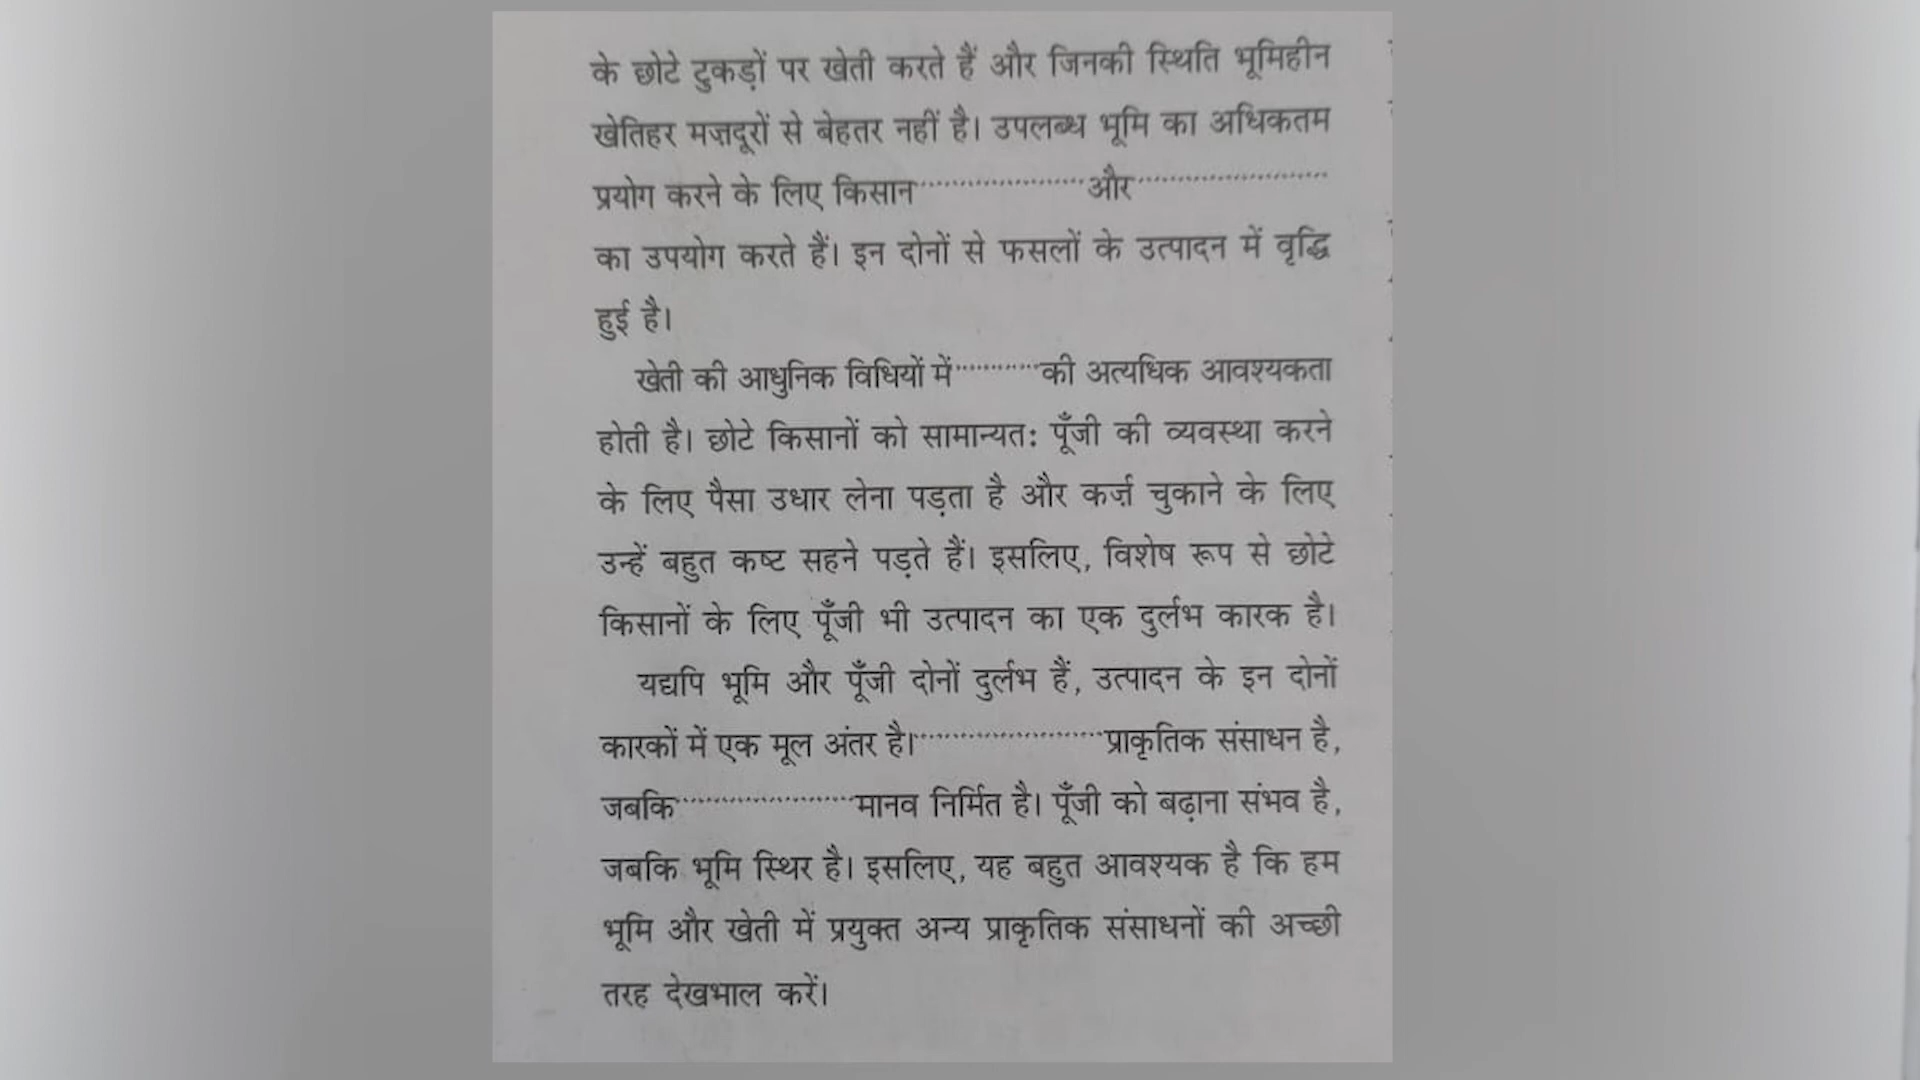 के छोटे टुकड़ों पर खेती करते हैं और जिनकी स्थिति भूमिहीन
खेतिहर मज़दूरों से बेहतर नहीं है। उपलब्ध भूमि का अधिकतम
प्रयोग करने के लिए किसान.....................और........................
का उपयोग करते हैं। इन दोनों से फसलों के उत्पादन में वृद्धि
हुई है।
खेती की आधुनिक विधियों में...........की अत्यधिक आवश्यकता
होती है। छोटे किसानों को सामान्यतः पूँजी की व्यवस्था करने
के लिए पैसा उधार लेना पड़ता है और कर्ज़ चुकाने के लिए
उन्हें बहुत कष्ट सहने पड़ते हैं। इसलिए, विशेष रूप से छोटे
किसानों के लिए पूँजी भी उत्पादन का एक दुर्लभ कारक है।
यद्यपि भूमि और पूँजी दोनों दुर्लभ हैं, उत्पादन के इन दोनों
कारकों में एक मूल अंतर है।........................प्राकृतिक संसाधन है,
जबकि.......................मानव निर्मित है। पूँजी को बढ़ाना संभव है,
जबकि भूमि स्थिर है। इसलिए, यह बहुत आवश्यक है कि हम
भूमि और खेती में प्रयुक्त अन्य प्राकृतिक संसाधनों की अच्छी
तरह देखभाल करें।